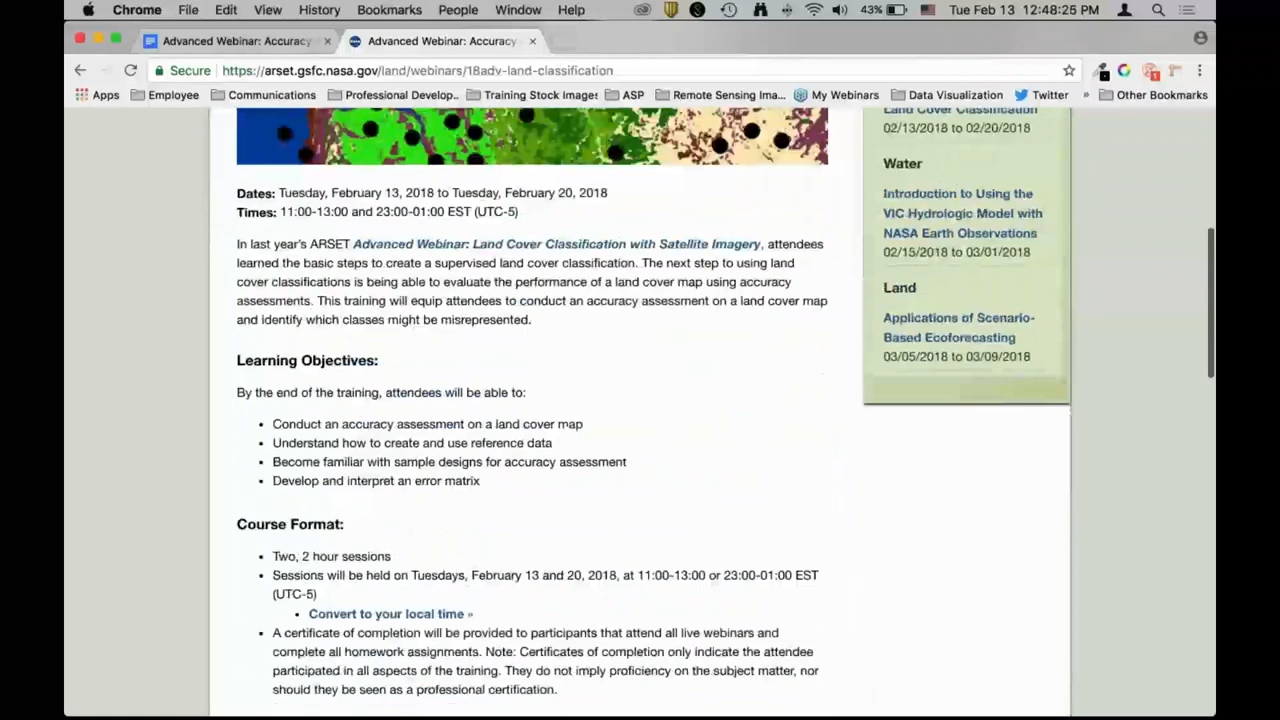 Chrome File Edit View History Bookmarks People Window Help 43% Tue Feb 13 12:48:25 PM
Advanced Webinar: Accuracy × Advanced Webinar: Accuracy ×
Secure https://arset.gsfc.nasa.gov/land/webinars/18adv-land-classification
Apps Employee Communications Professional Develop... Training Stock Images ASP Remote Sensing Ima... My Webinars Data Visualization Twitter » Other Bookmarks
Dates: Tuesday, February 13, 2018 to Tuesday, February 20, 2018
Times: 11:00-13:00 and 23:00-01:00 EST (UTC-5)
In last year's ARSET Advanced Webinar: Land Cover Classification with Satellite Imagery, attendees
learned the basic steps to create a supervised land cover classification. The next step to using land
cover classifications is being able to evaluate the performance of a land cover map using accuracy
assessments. This training will equip attendees to conduct an accuracy assessment on a land cover map
and identify which classes might be misrepresented.
Learning Objectives:
By the end of the training, attendees will be able to:
• Conduct an accuracy assessment on a land cover map
• Understand how to create and use reference data
• Become familiar with sample designs for accuracy assessment
• Develop and interpret an error matrix
Course Format:
• Two, 2 hour sessions
• Sessions will be held on Tuesdays, February 13 and 20, 2018, at 11:00-13:00 or 23:00-01:00 EST
(UTC-5)
• Convert to your local time »
• A certificate of completion will be provided to participants that attend all live webinars and
complete all homework assignments. Note: Certificates of completion only indicate the attendee
participated in all aspects of the training. They do not imply proficiency on the subject matter, nor
should they be seen as a professional certification.
Land Cover Classification
02/13/2018 to 02/20/2018
Water
Introduction to Using the
VIC Hydrologic Model with
NASA Earth Observations
02/15/2018 to 03/01/2018
Land
Applications of Scenario-
Based Ecoforecasting
03/05/2018 to 03/09/2018